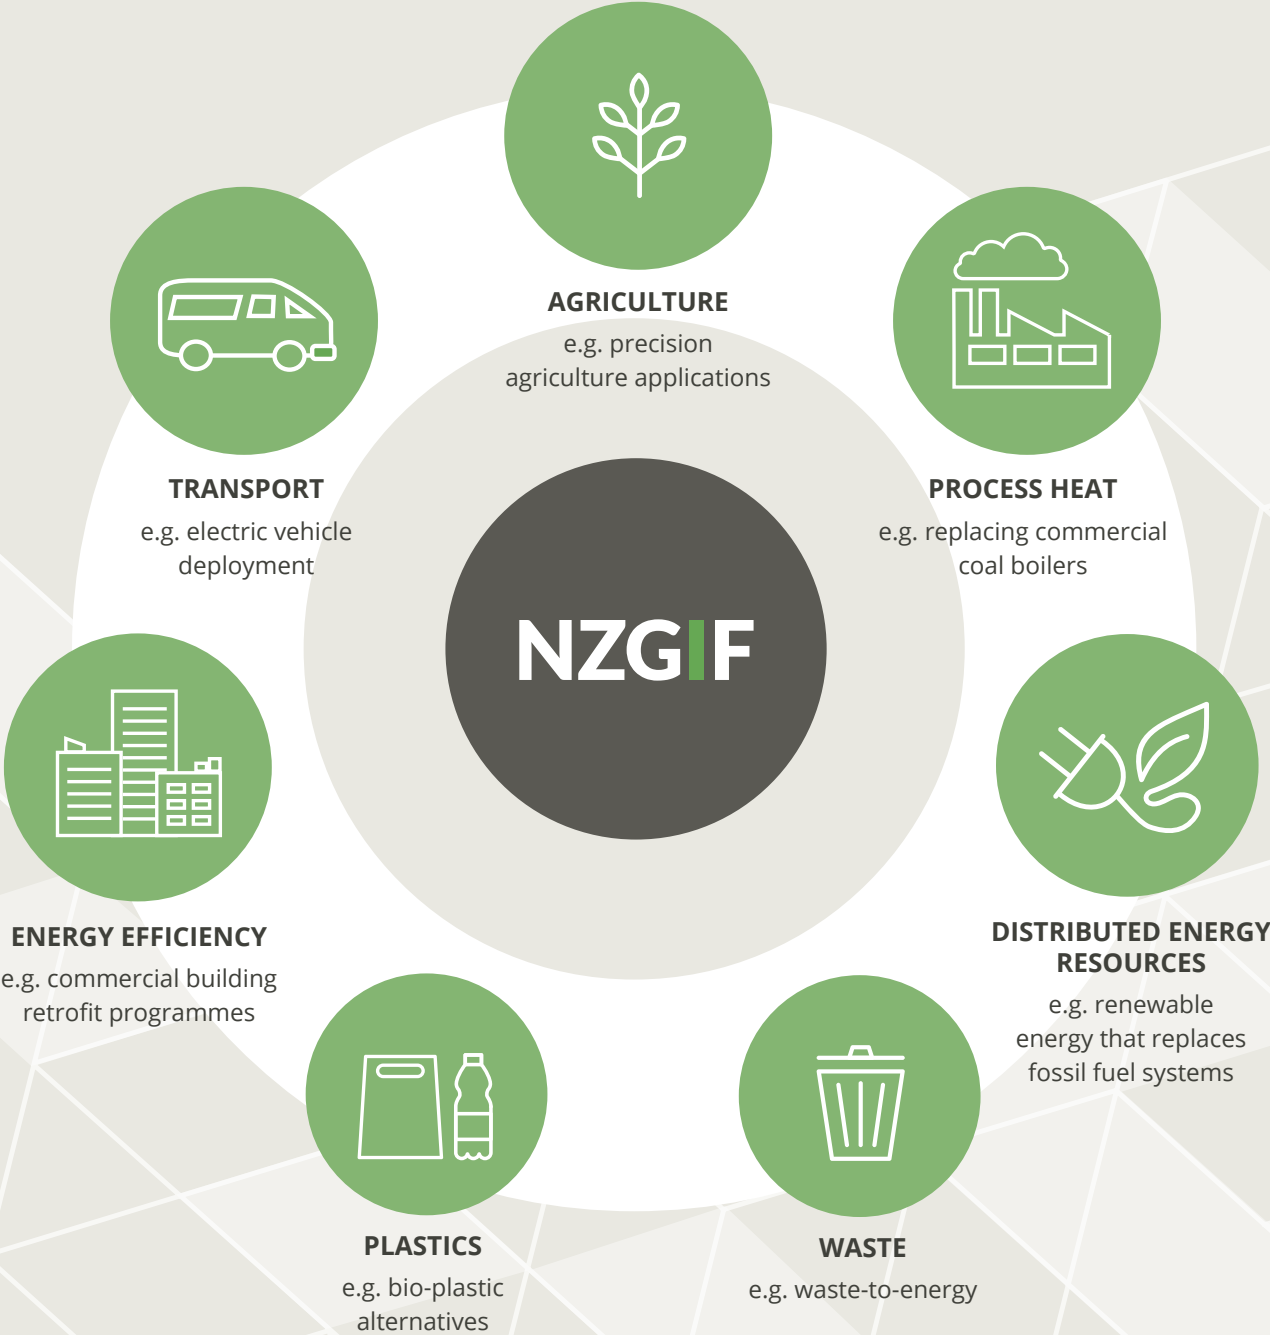 AGRICULTURE
e.g. precision
agriculture applications
TRANSPORT
e.g. electric vehicle
deployment
PROCESS HEAT
e.g. replacing commercial
coal boilers
NZGIF
ENERGY EFFICIENCY
e.g. commercial building
retrofit programmes
DISTRIBUTED ENERGY
RESOURCES
e.g. renewable
energy that replaces
fossil fuel systems
PLASTICS
e.g. bio-plastic
alternatives
WASTE
e.g. waste-to-energy